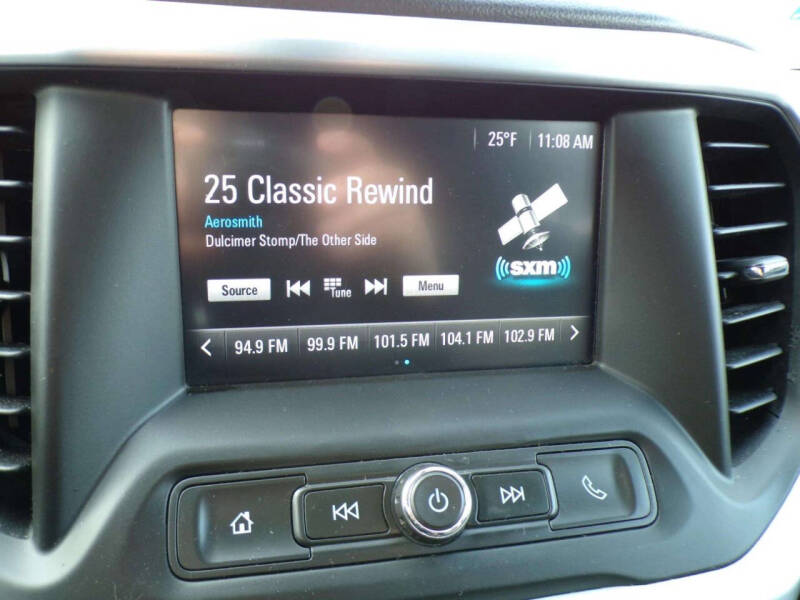 25°F 11:08 AM
25 Classic Rewind
Aerosmith
Dulcimer Stomp/The Other Side
sxm
Source Tune Menu
94.9 FM 99.9 FM 101.5 FM 104.1 FM 102.9 FM